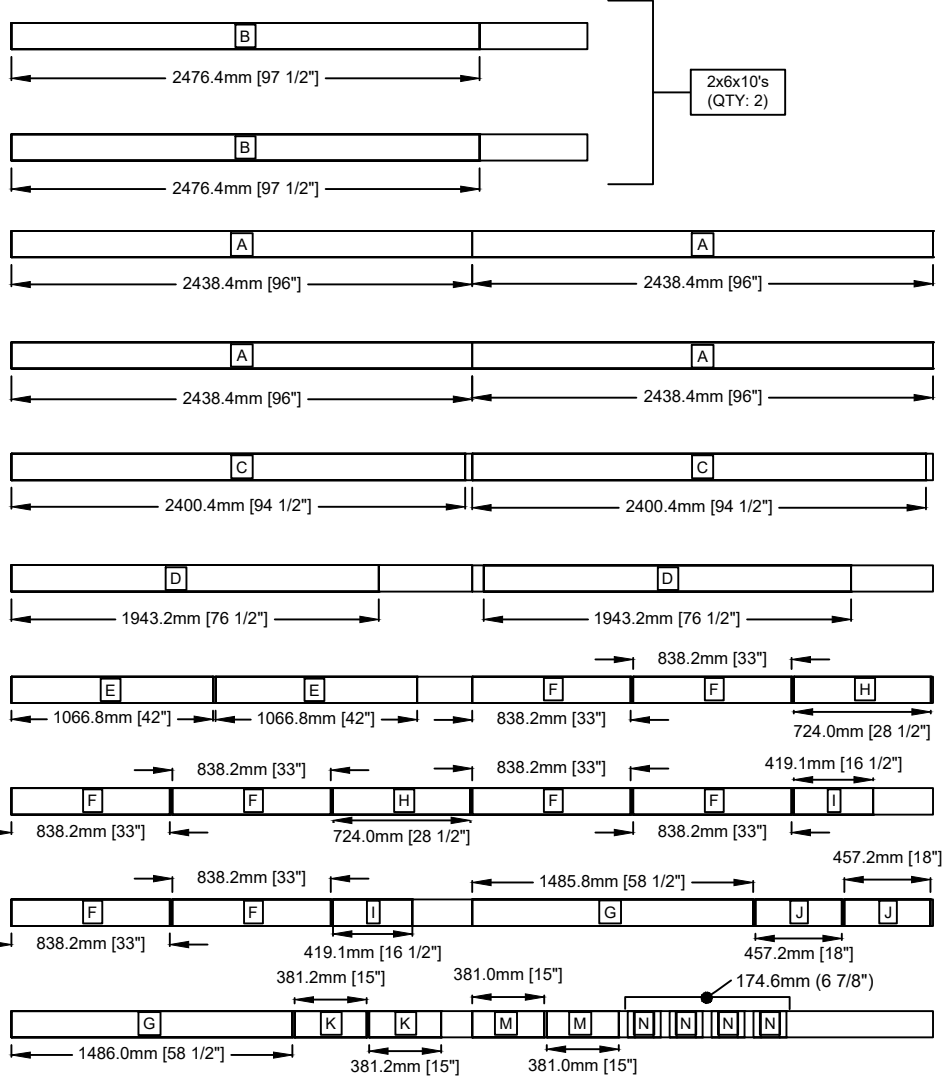 B
2476.4mm [97 1/2"]
2x6x10's
(QTY: 2)
B
2476.4mm [97 1/2"]
A A
2438.4mm [96"] 2438.4mm [96"]
A A
2438.4mm [96"] 2438.4mm [96"]
C C
2400.4mm [94 1/2"] 2400.4mm [94 1/2"]
D D
1943.2mm [76 1/2"] 1943.2mm [76 1/2"]
838.2mm [33"]
E E F F H
1066.8mm [42"] 1066.8mm [42"] 838.2mm [33"] 724.0mm [28 1/2"]
838.2mm [33"] 838.2mm [33"] 419.1mm [16 1/2"]
F F H F F I
838.2mm [33"] 724.0mm [28 1/2"] 838.2mm [33"]
457.2mm [18"]
838.2mm [33"] 1485.8mm [58 1/2"]
F F I G J J
838.2mm [33"] 419.1mm [16 1/2"] 457.2mm [18"]
381.2mm [15"] 381.0mm [15"] 174.6mm (6 7/8")
G K K M M N N N N
1486.0mm [58 1/2"] 381.2mm [15"] 381.0mm [15"]